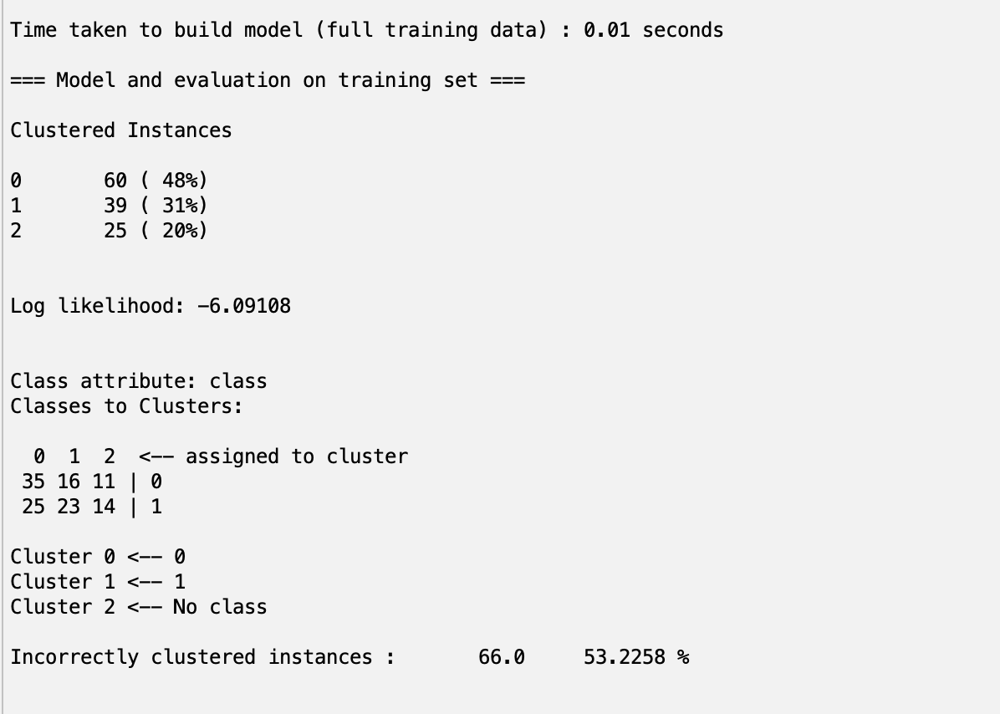 Time taken to build model (full training data) : 0.01 seconds
=== Model and evaluation on training set ===
Clustered Instances
0       60 ( 48%)
1       39 ( 31%)
2       25 ( 20%)
Log likelihood: -6.09108
Class attribute: class
Classes to Clusters:
  0  1  2  <-- assigned to cluster
 35 16 11 | 0
 25 23 14 | 1
Cluster 0 <-- 0
Cluster 1 <-- 1
Cluster 2 <-- No class
Incorrectly clustered instances :       66.0     53.2258 %